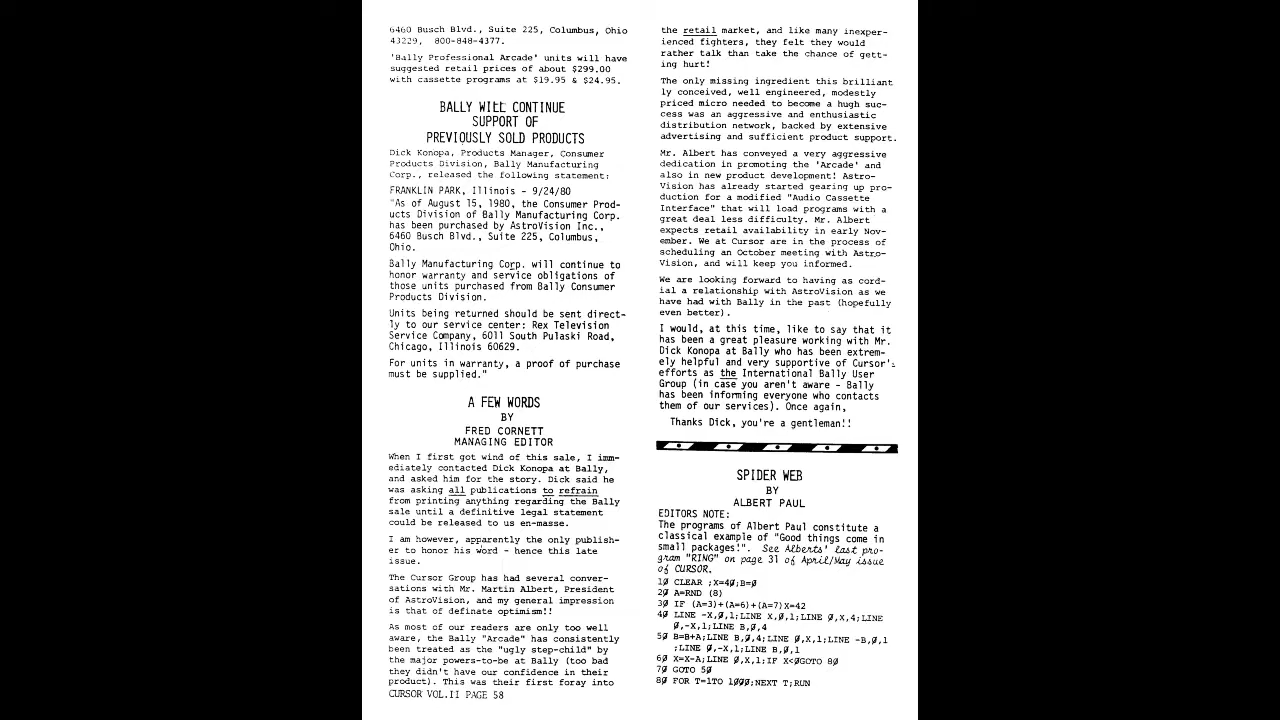 6460 Busch Blvd., Suite 225, Columbus, Ohio
43229, 800-848-4377.
'Bally Professional Arcade' units will have
suggested retail prices of about $299.00
with cassette programs at $19.95 & $24.95.
BALLY WILL CONTINUE
SUPPORT OF
PREVIOUSLY SOLD PRODUCTS
Dick Konopa, Products Manager, Consumer
Products Division, Bally Manufacturing
Corp., released the following statement:
FRANKLIN PARK, Illinois - 9/24/80
"As of August 15, 1980, the Consumer Prod-
ucts Division of Bally Manufacturing Corp.
has been purchased by AstroVision Inc.,
6460 Busch Blvd., Suite 225, Columbus,
Ohio.
Bally Manufacturing Corp. will continue to
honor warranty and service obligations of
those units purchased from Bally Consumer
Products Division.
Units being returned should be sent direct-
ly to our service center: Rex Television
Service Company, 6011 South Pulaski Road,
Chicago, Illinois 60629.
For units in warranty, a proof of purchase
must be supplied."
A FEW WORDS
BY
FRED CORNETT
MANAGING EDITOR
When I first got wind of this sale, I imm-
ediately contacted Dick Konopa at Bally,
and asked him for the story. Dick said he
was asking all publications to refrain
from printing anything regarding the Bally
sale until a definitive legal statement
could be released to us en-masse.
I am however, apparently the only publish-
er to honor his word - hence this late
issue.
The Cursor Group has had several conver-
sations with Mr. Martin Albert, President
of AstroVision, and my general impression
is that of definate optimism!!
As most of our readers are only too well
aware, the Bally "Arcade" has consistently
been treated as the "ugly step-child" by
the major powers-to-be at Bally (too bad
they didn't have our confidence in their
product). This was their first foray into
CURSOR VOL.II PAGE 58
the retail market, and like many inexper-
ienced fighters, they felt they would
rather talk than take the chance of gett-
ing hurt!
The only missing ingredient this brilliant
ly conceived, well engineered, modestly
priced micro needed to become a hugh suc-
cess was an aggressive and enthusiastic
distribution network, backed by extensive
advertising and sufficient product support.
Mr. Albert has conveyed a very aggressive
dedication in promoting the 'Arcade' and
also in new product development! Astro-
Vision has already started gearing up pro-
duction for a modified "Audio Cassette
Interface" that will load programs with a
great deal less difficulty. Mr. Albert
expects retail availability in early Nov-
ember. We at Cursor are in the process of
scheduling an October meeting with Astro-
Vision, and will keep you informed.
We are looking forward to having as cord-
ial a relationship with AstroVision as we
have had with Bally in the past (hopefully
even better).
I would, at this time, like to say that it
has been a great pleasure working with Mr.
Dick Konopa at Bally who has been extrem-
ely helpful and very supportive of Cursor's
efforts as the International Bally User
Group (in case you aren't aware - Bally
has been informing everyone who contacts
them of our services). Once again,
Thanks Dick, you're a gentleman!!
SPIDER WEB
BY
ALBERT PAUL
EDITORS NOTE:
The programs of Albert Paul constitute a
classical example of "Good things come in
small packages!". See Alberts' last pro-
gram "RING" on page 31 of April/May issue
of CURSOR.
10 CLEAR ;X=40;B=0
20 A=RND (8)
30 IF (A=3)+(A=6)+(A=7)X=42
40 LINE -X,0,1;LINE X,0,1;LINE 0,X,4;LINE
0,-X,1;LINE B,0,4
50 B=B+A;LINE B,0,4;LINE 0,X,1;LINE -B,0,1
;LINE 0,-X,1;LINE B,0,1
60 X=X-A;LINE 0,X,1;IF X<0GOTO 80
70 GOTO 50
80 FOR T=1TO 1000;NEXT T;RUN